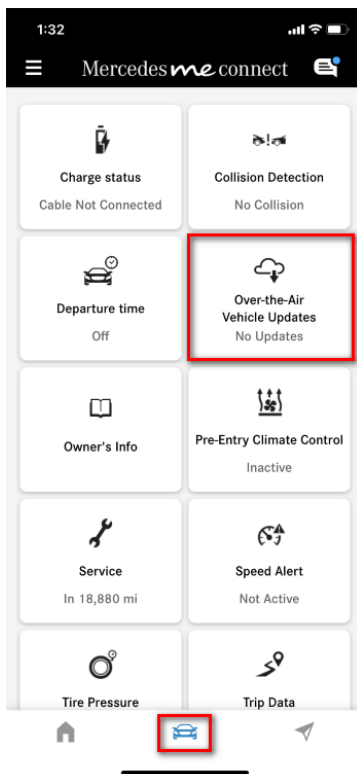 1:32
Mercedes me connect
Charge status
Cable Not Connected
Collision Detection
No Collision
Departure time
Off
Over-the-Air
Vehicle Updates
No Updates
Owner's Info
Pre-Entry Climate Control
Inactive
Service
In 18,880 mi
Speed Alert
Not Active
Tire Pressure
Trip Data